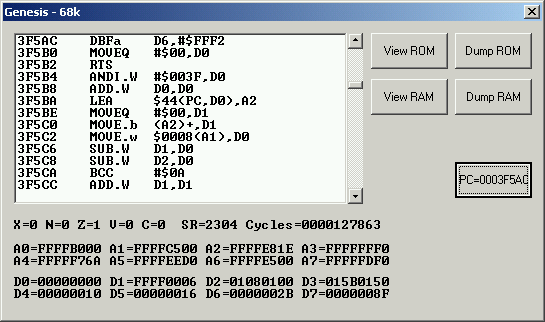 Genesis - 68k
3F5AC DBFa D6,#$FFF2
3F5B0 MOVEQ #$00,D0
3F5B2 RTS
3F5B4 ANDI.W #$003F,D0
3F5B8 ADD.W D0,D0
3F5BA LEA $44(PC,D0),A2
3F5BE MOVEQ #$00,D1
3F5C0 MOVE.b (A2)+,D1
3F5C2 MOVE.w $0008(A1),D0
3F5C6 SUB.W D1,D0
3F5C8 SUB.W D2,D0
3F5CA BCC #$0A
3F5CC ADD.W D1,D1
View ROM
Dump ROM
View RAM
Dump RAM
PC=0003F5AC
X=0 N=0 Z=1 V=0 C=0 SR=2304 Cycles=0000127863
A0=FFFFB000 A1=FFFFC500 A2=FFFFE81E A3=FFFFFFF0
A4=FFFFF76A A5=FFFFEED0 A6=FFFFE500 A7=FFFFFDF0
D0=00000000 D1=FFFF0006 D2=01080100 D3=015B0150
D4=00000010 D5=00000016 D6=0000002B D7=0000008F